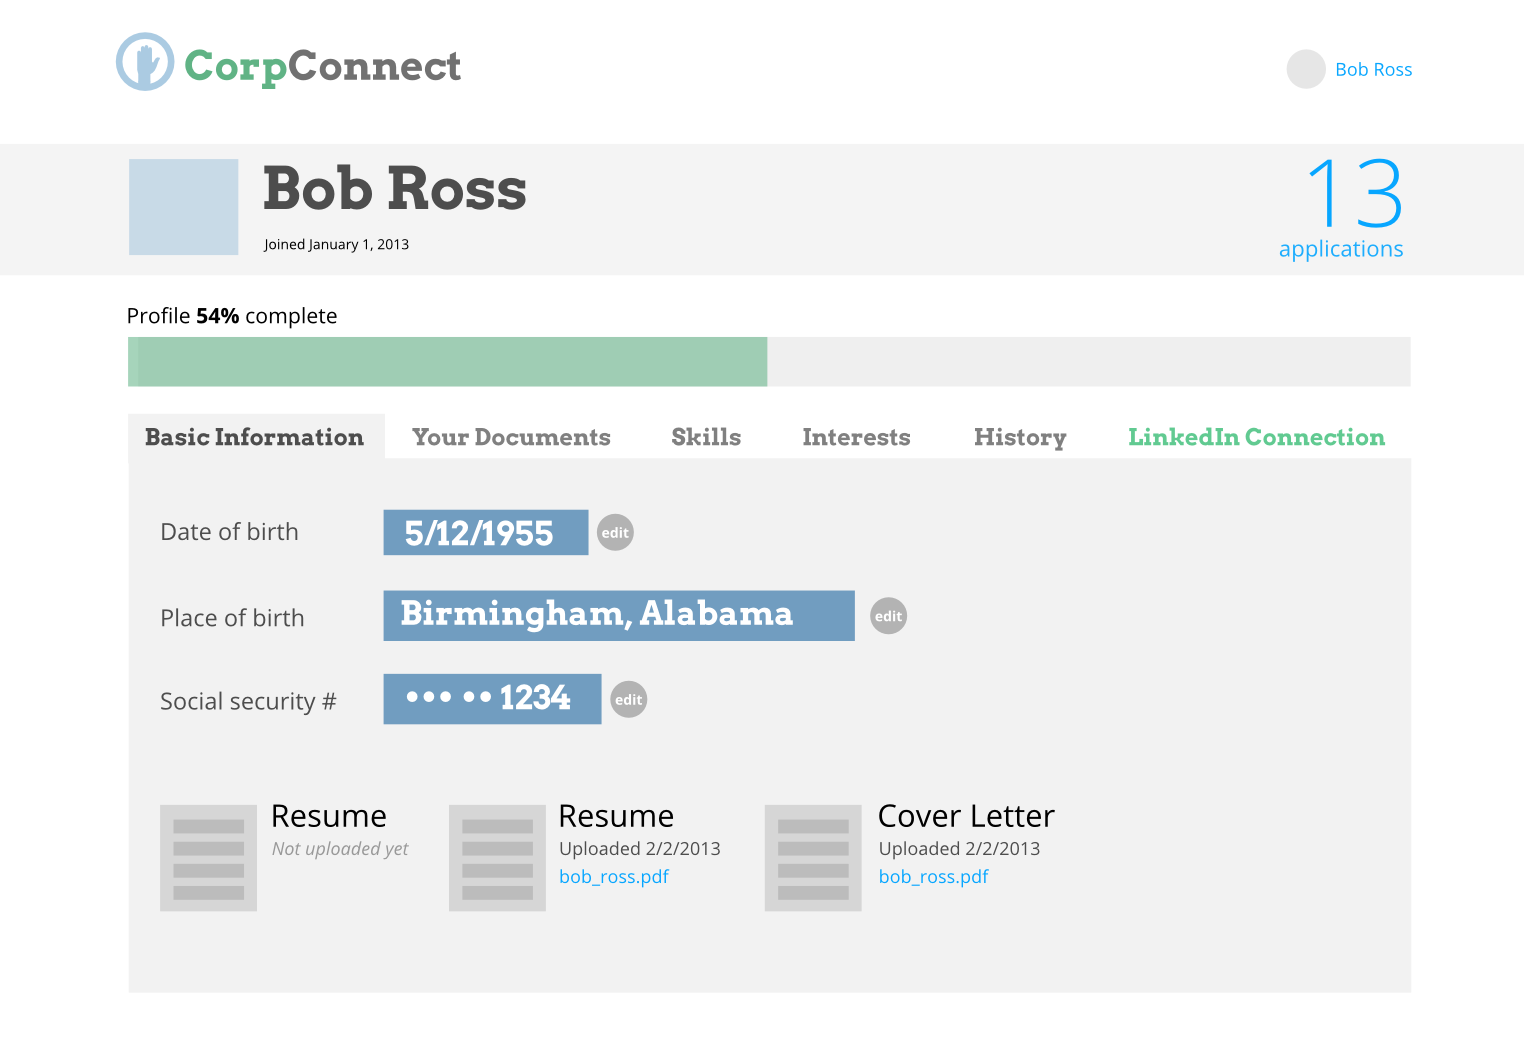 CorpConnect
Bob Ross
Bob Ross
Joined January 1, 2013
13
applications
Profile 54% complete
Basic Information
Your Documents
Skills
Interests
History
LinkedIn Connection
Date of birth
5/12/1955
edit
Place of birth
Birmingham, Alabama
edit
Social security #
••• •• 1234
edit
Resume
Not uploaded yet
Resume
Uploaded 2/2/2013
bob_ross.pdf
Cover Letter
Uploaded 2/2/2013
bob_ross.pdf